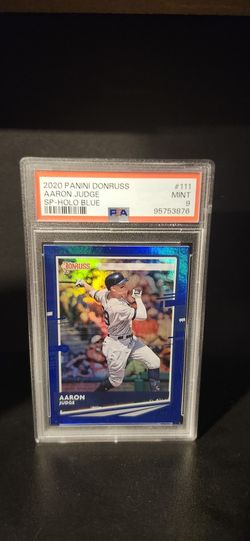 2020 PANINI DONRUSS #111
AARON JUDGE MINT
SP-HOLO BLUE 9
PSA 95753876
DONRUSS
AARON
JUDGE